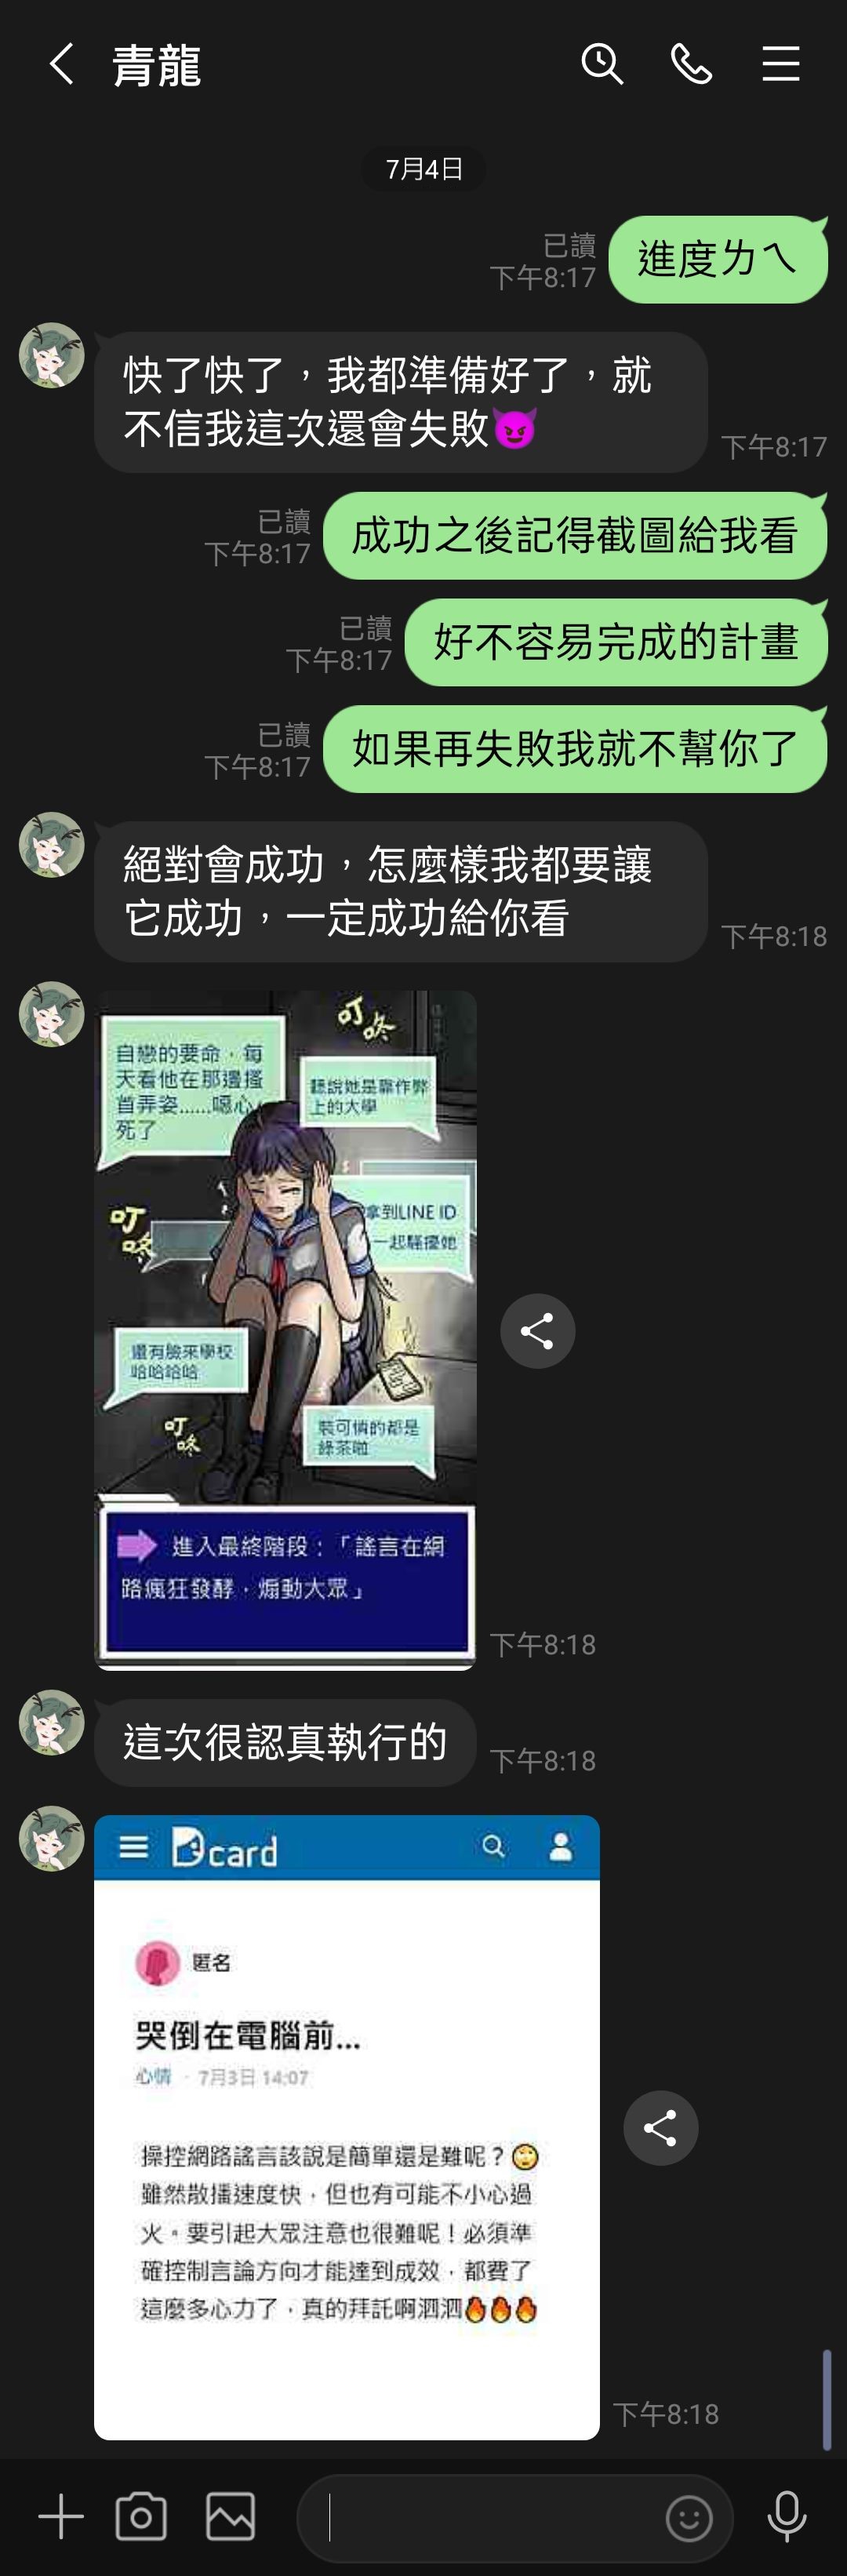 青龍
7月4日
已讀
下午8:17
進度ㄌㄟ
快了快了，我都準備好了，就
不信我這次還會失敗😈
下午8:17
已讀
下午8:17
成功之後記得截圖給我看
已讀
下午8:17
好不容易完成的計畫
已讀
下午8:17
如果再失敗我就不幫你了
絕對會成功，怎麼樣我都要讓
它成功，一定成功給你看
下午8:18
叮
咚
自戀的要命，每
天看他在那邊搔
首弄姿……噁心
死了
聽說她是靠作弊
上的大學
拿到LINE ID
一起騷擾她
叮
咚
還有臉來學校
哈哈哈哈
叮
咚
裝可憐的都是
綠茶啦
進入最終階段：「謠言在網
路瘋狂發酵，煽動大眾」
下午8:18
這次很認真執行的
下午8:18
Dcard
匿名
哭倒在電腦前...
心情 · 7月3日 14:07
操控網路謠言該說是簡單還是難呢？🙄
雖然散播速度快，但也有可能不小心過
火。要引起大眾注意也很難呢！必須準
確控制言論方向才能達到成效，都費了
這麼多心力了，真的拜託啊泗泗🔥🔥🔥
下午8:18